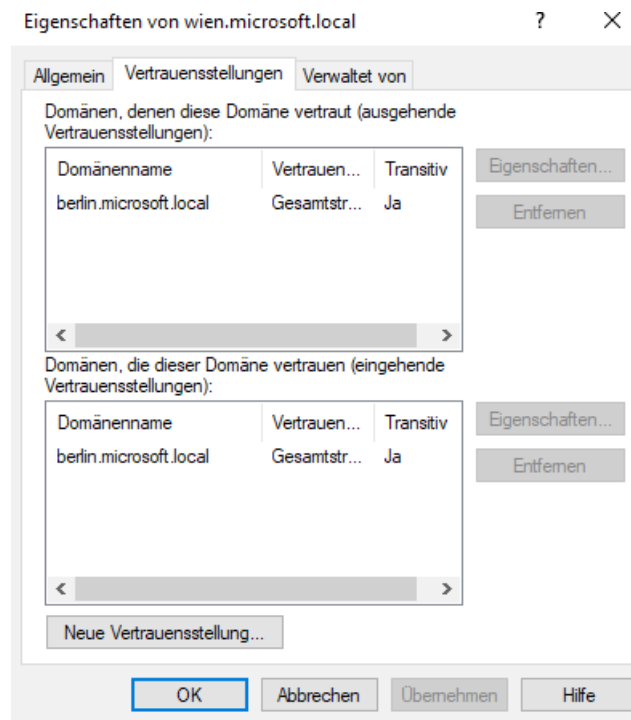 Eigenschaften von wien.microsoft.local
?
Allgemein
Vertrauensstellungen
Verwaltet von
Domänen, denen diese Domäne vertraut (ausgehende
Vertrauensstellungen):
Domänenname Vertrauen... Transitiv
berlin.microsoft.local Gesamtstr... Ja
Eigenschaften...
Entfernen
Domänen, die dieser Domäne vertrauen (eingehende
Vertrauensstellungen):
Domänenname Vertrauen... Transitiv
berlin.microsoft.local Gesamtstr... Ja
Eigenschaften...
Entfernen
Neue Vertrauensstellung...
OK Abbrechen Übernehmen Hilfe